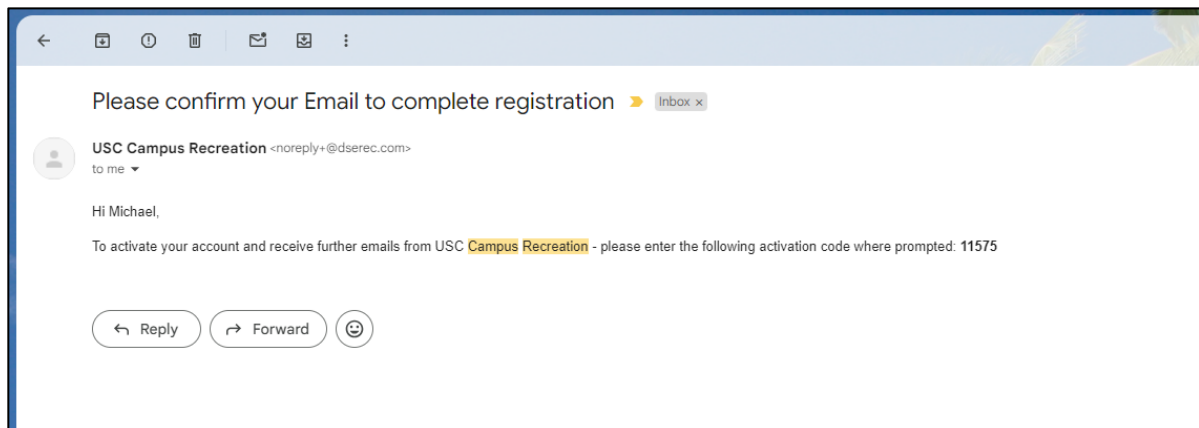 Please confirm your Email to complete registration Inbox x
USC Campus Recreation <noreply+@dserec.com>
to me
Hi Michael,
To activate your account and receive further emails from USC Campus Recreation - please enter the following activation code where prompted: 11575
Reply Forward